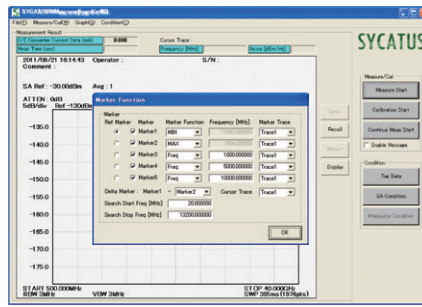 File(F) Measure/Cal(M) Graph(G) Condition(C)
Measurement Result
O/E Converter Current Data (mA) 0.000 Cursor Trace :
Meas Time (sec) Frequency [MHz] Noise [dBm/Hz]
SYCATUS
2011/09/21 16:14:43 Operator : S/N :
Comment :
SA Ref : -30.00dBm Avg : 1
ATTEN : 0dB
5dB/div
-135.0
-140.0
-145.0
-150.0
-155.0
-160.0
-165.0
-170.0
-175.0
START 500.000MHz STOP 40.000GHz
RBW 3MHz VBW 3MHz SWP 395ms (1976pts)
Marker Function
Marker
Ref Marker Marker Marker Function Frequency [MHz] Marker Trace
Marker1 MIN Trace1
Marker2 MAX Trace1
Marker3 Freq 1000.000000 Trace1
Marker4 Freq 5000.000000 Trace1
Marker5 Freq 10000.000000 Trace1
Delta Marker : Marker1 - Marker2 Cursor Trace Trace1
Search Start Freq [MHz] 20.000000
Search Stop Freq [MHz] 13200.000000
OK
Save
Recall
Marker
Display
Measure/Cal
Measure Start
Calibration Start
Continue Meas Start
Enable Message
Condition
Tes Data
SA Condition
Attenuator Condition